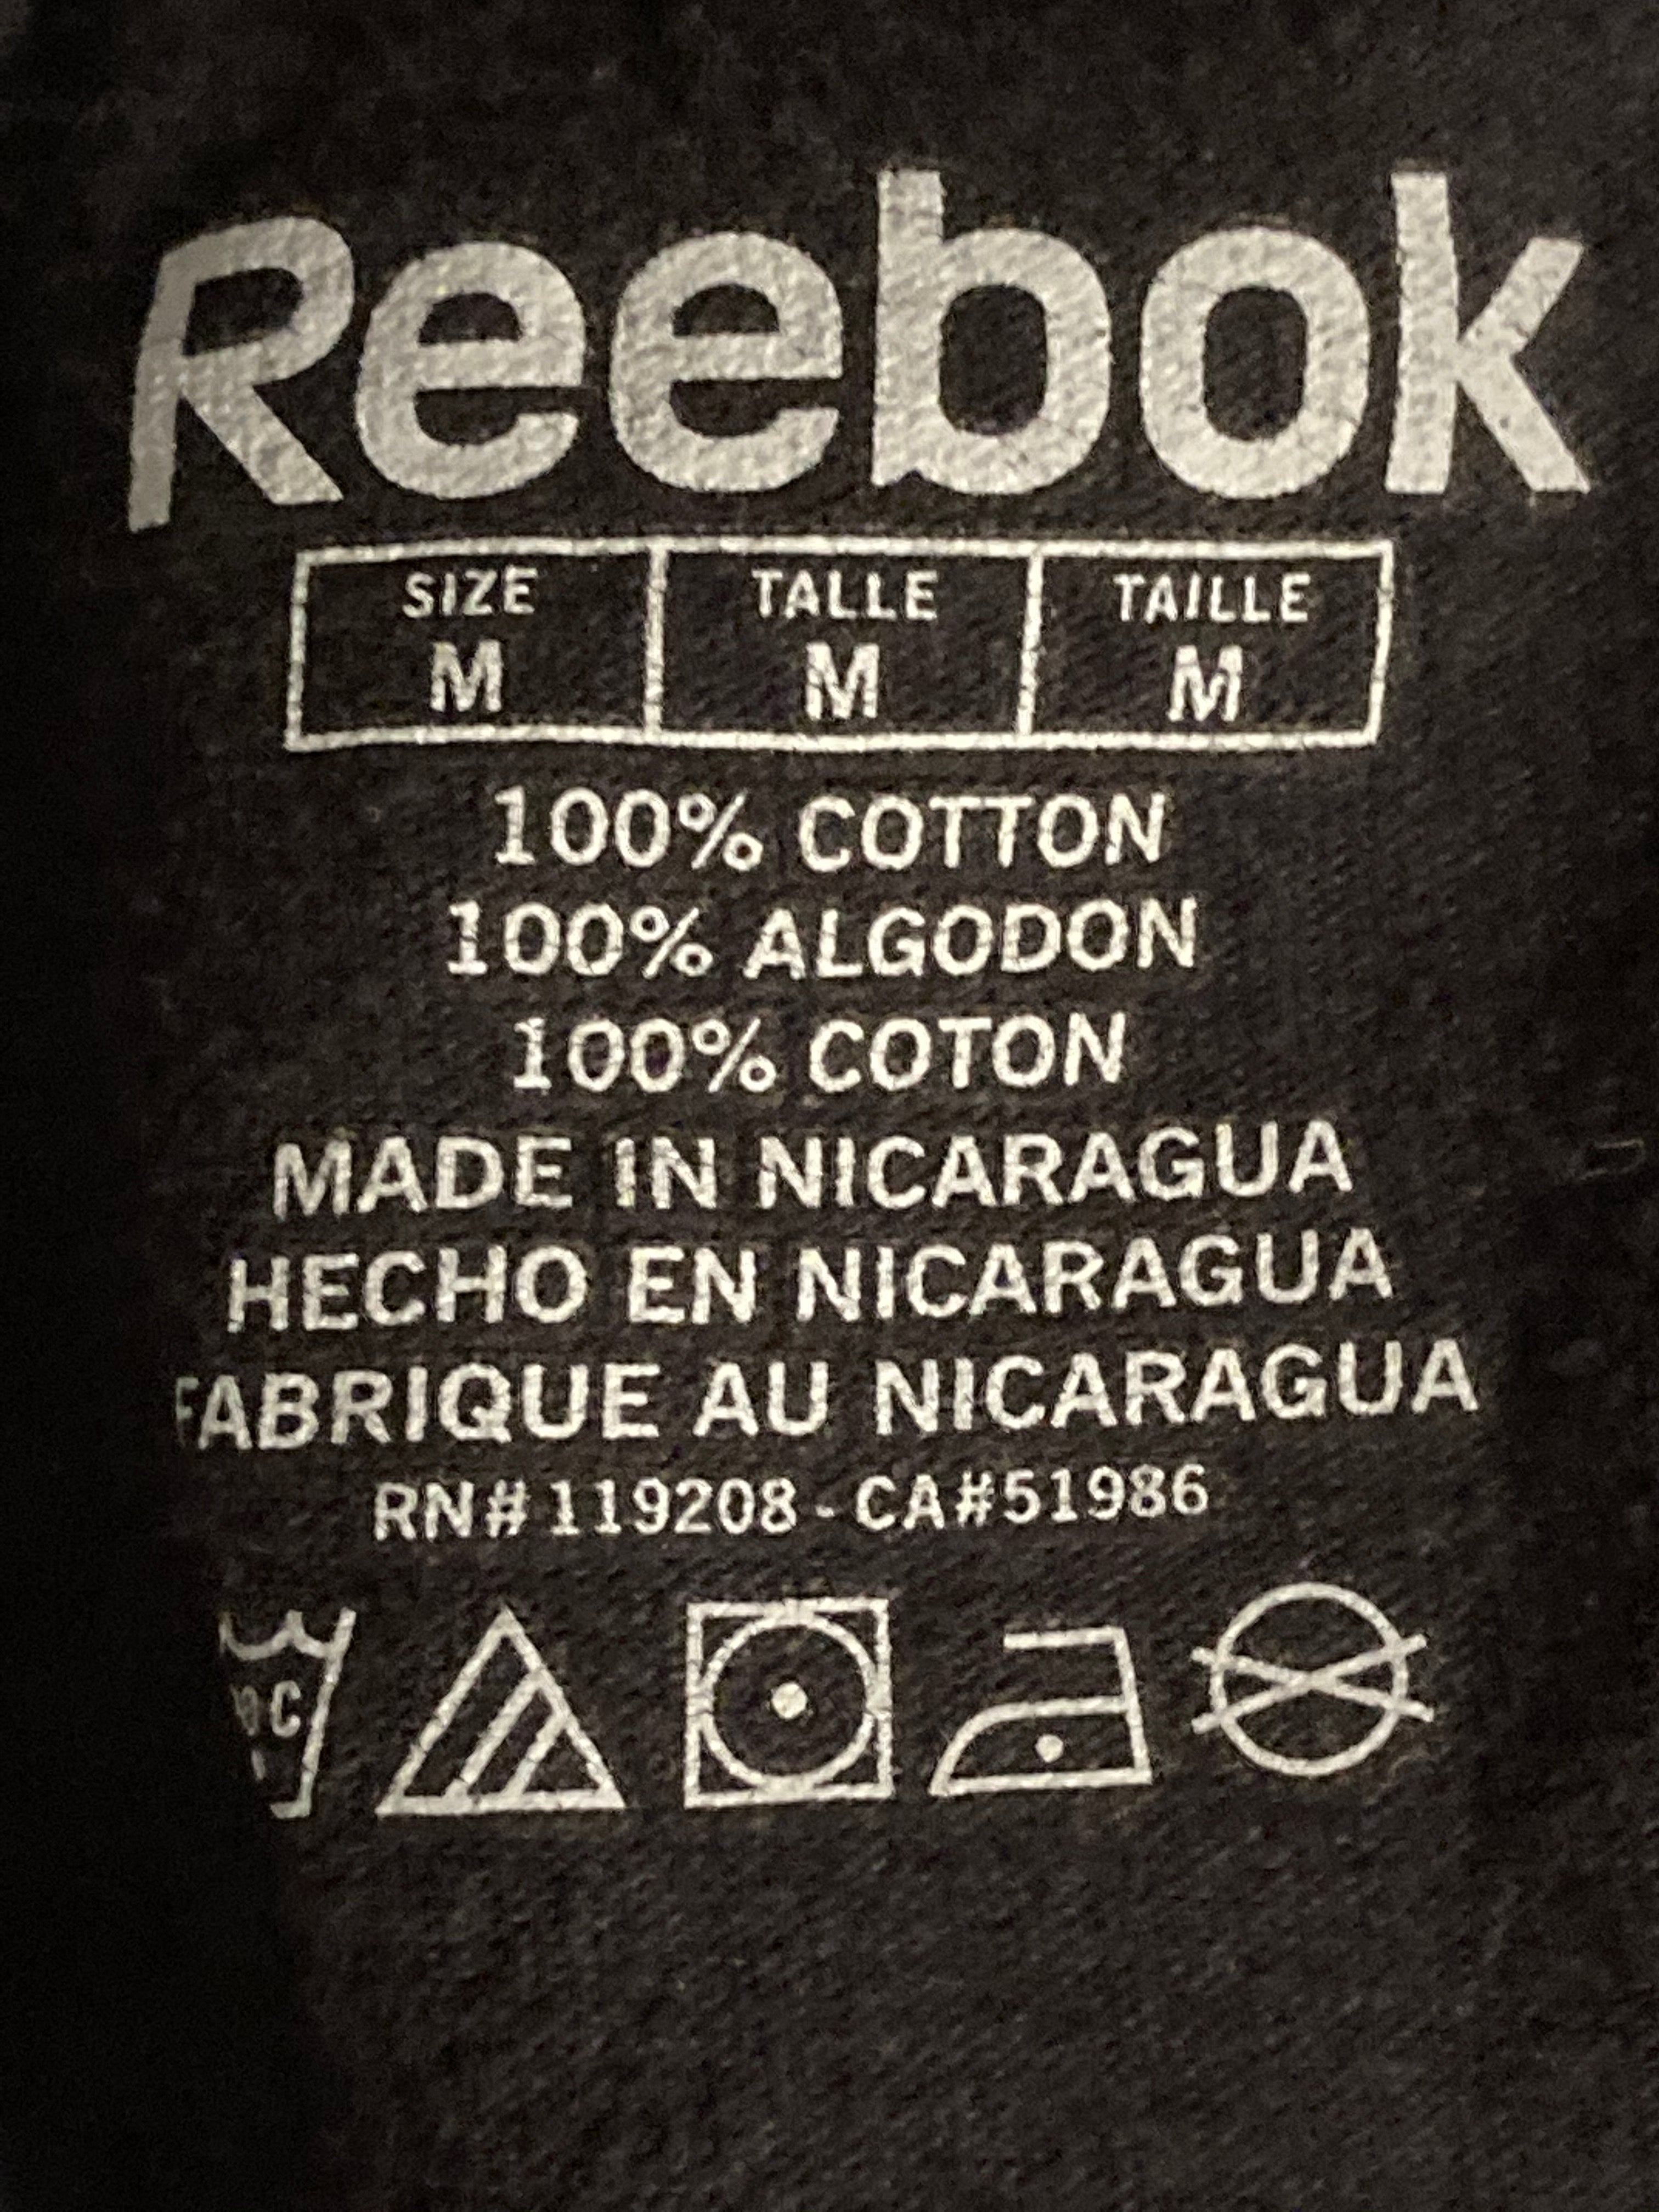 Reebok
SIZE TALLE TAILLE
M M M
100% COTTON
100% ALGODON
100% COTON
MADE IN NICARAGUA
HECHO EN NICARAGUA
FABRIQUE AU NICARAGUA
RN# 119208 - CA#51986